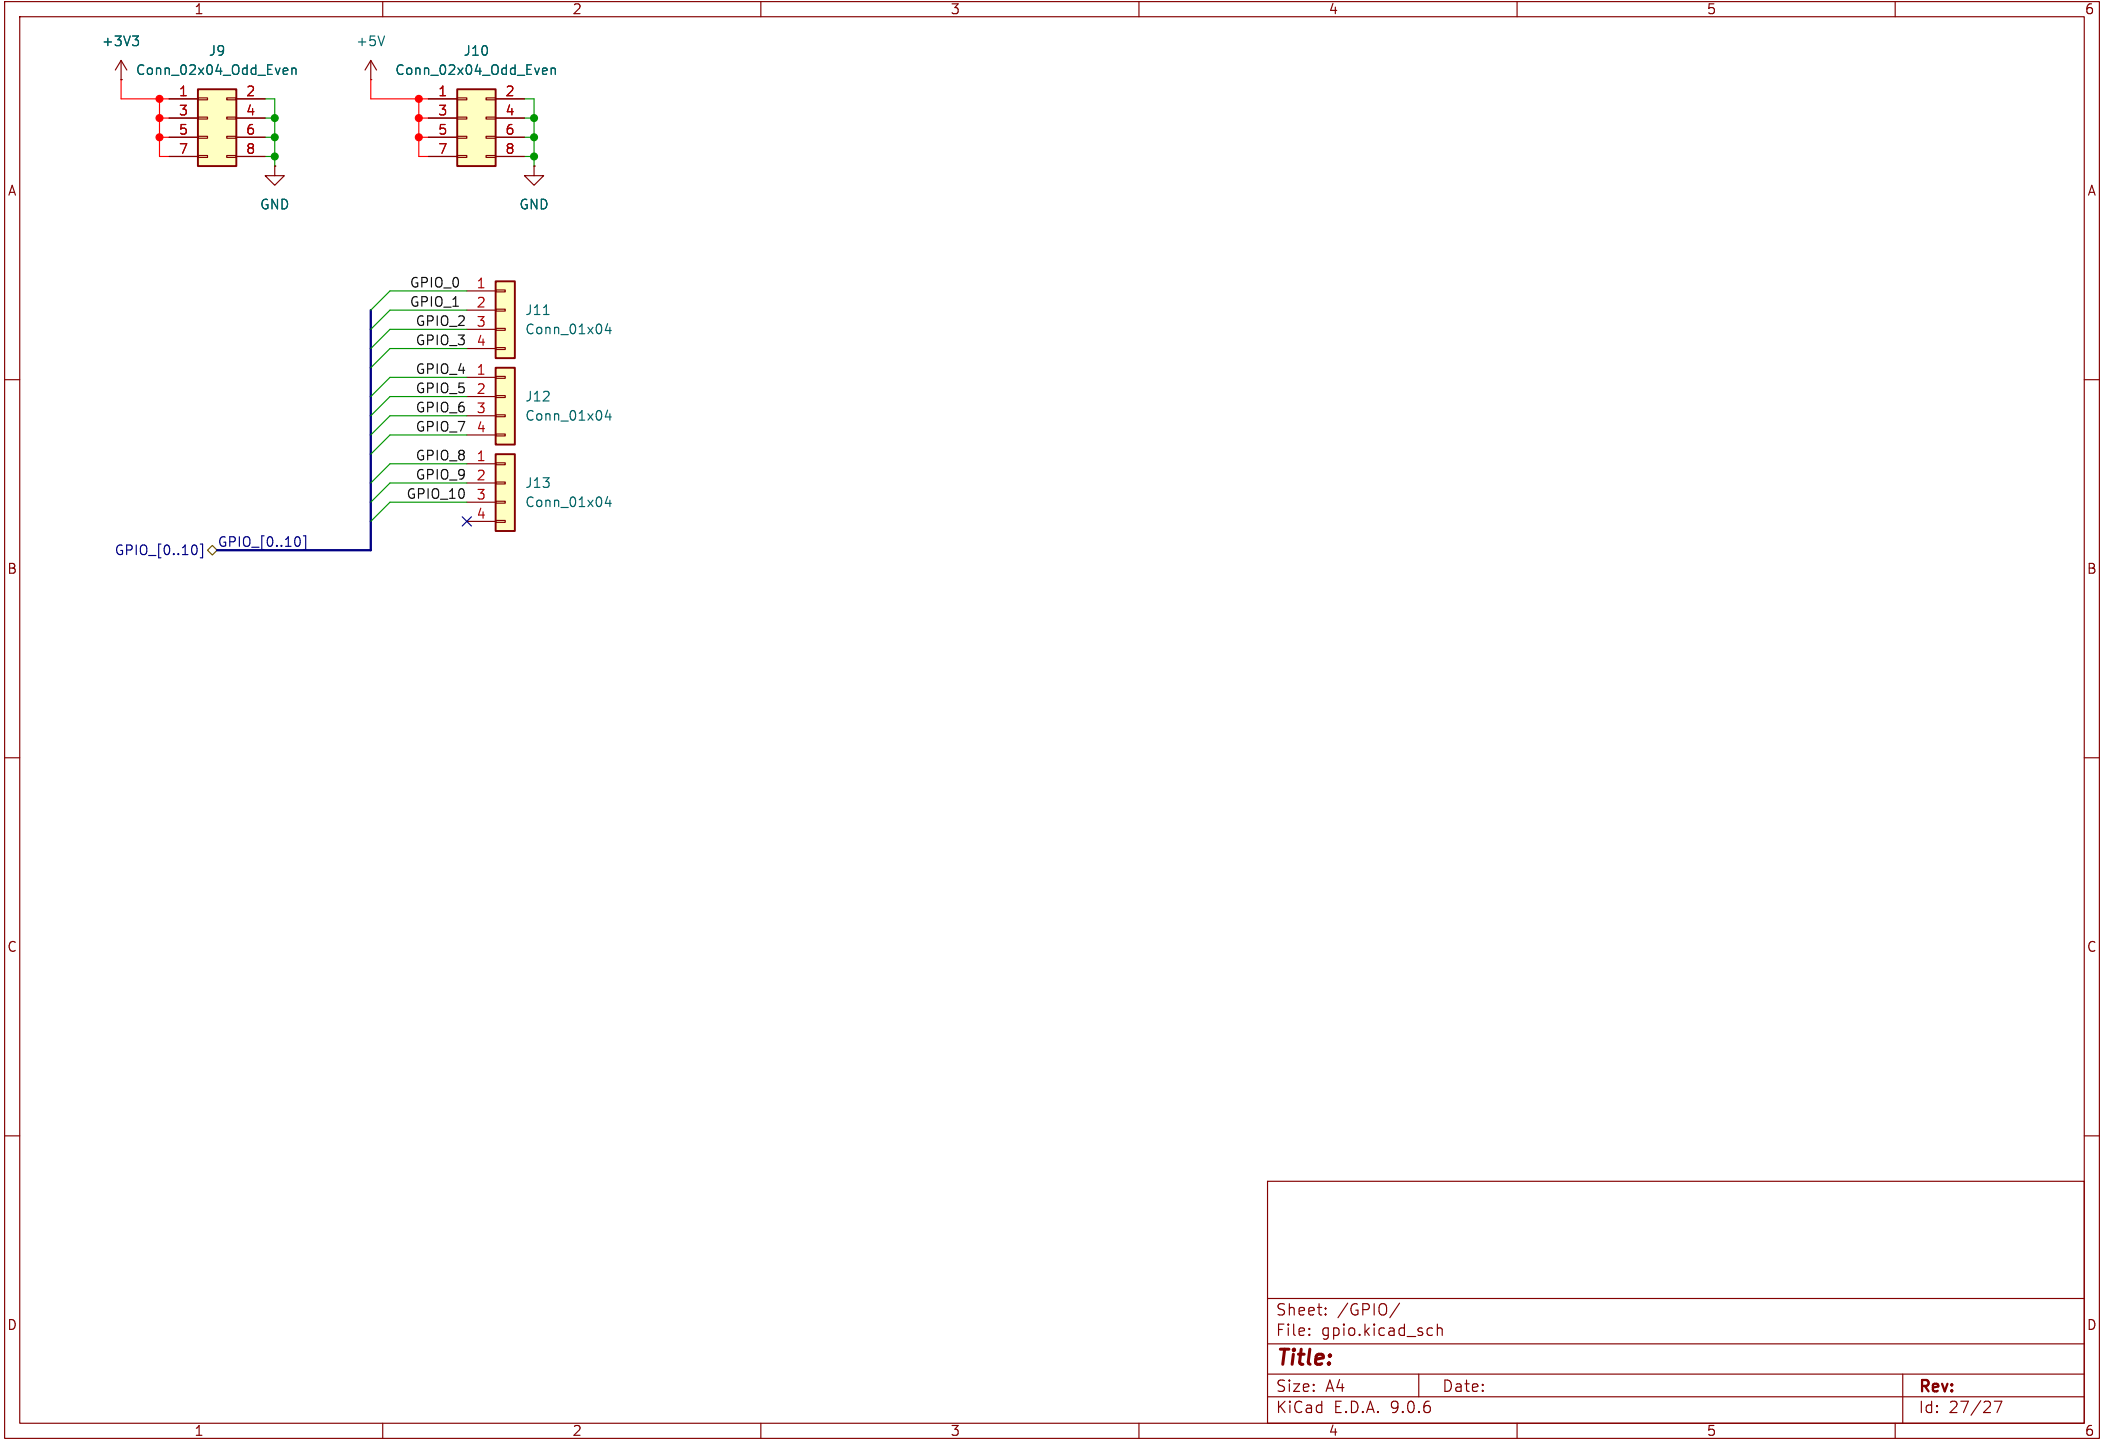 1 2 3 4 5 6
+3V3
J9
Conn_02x04_Odd_Even
1 2
3 4
5 6
7 8
GND
+5V
J10
Conn_02x04_Odd_Even
1 2
3 4
5 6
7 8
GND
A A
GPIO_0 1
GPIO_1 2
GPIO_2 3
GPIO_3 4
J11
Conn_01x04
GPIO_4 1
GPIO_5 2
GPIO_6 3
GPIO_7 4
J12
Conn_01x04
GPIO_8 1
GPIO_9 2
GPIO_10 3
4
J13
Conn_01x04
GPIO_[0..10] GPIO_[0..10]
B B
C C
D D
Sheet: /GPIO/
File: gpio.kicad_sch
Title:
Size: A4 Date: Rev:
KiCad E.D.A. 9.0.6 Id: 27/27
1 2 3 4 5 6